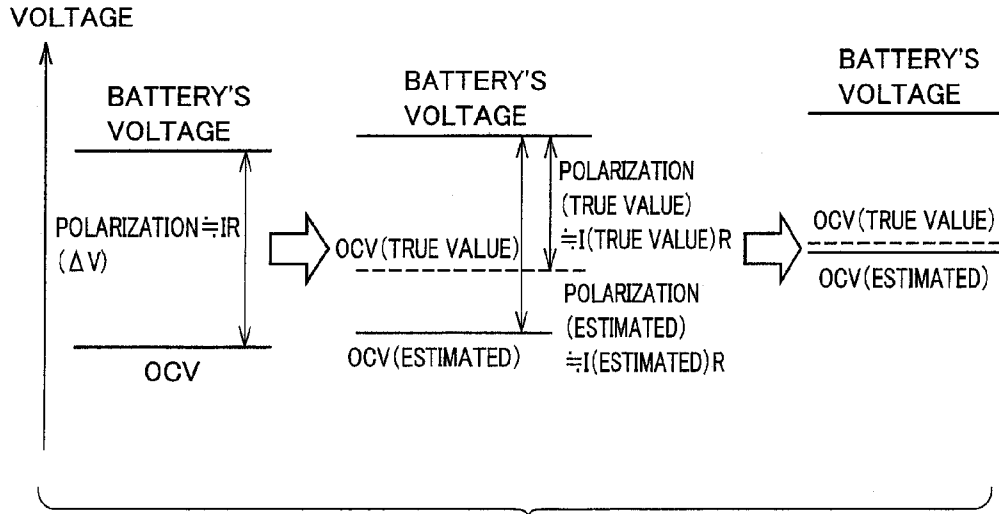 VOLTAGE
BATTERY'S
VOLTAGE
POLARIZATION≒IR
(ΔV)
OCV
BATTERY'S
VOLTAGE
POLARIZATION
(TRUE VALUE)
≒I(TRUE VALUE)R
OCV(TRUE VALUE)
POLARIZATION
(ESTIMATED)
≒I(ESTIMATED)R
OCV(ESTIMATED)
BATTERY'S
VOLTAGE
OCV(TRUE VALUE)
OCV(ESTIMATED)